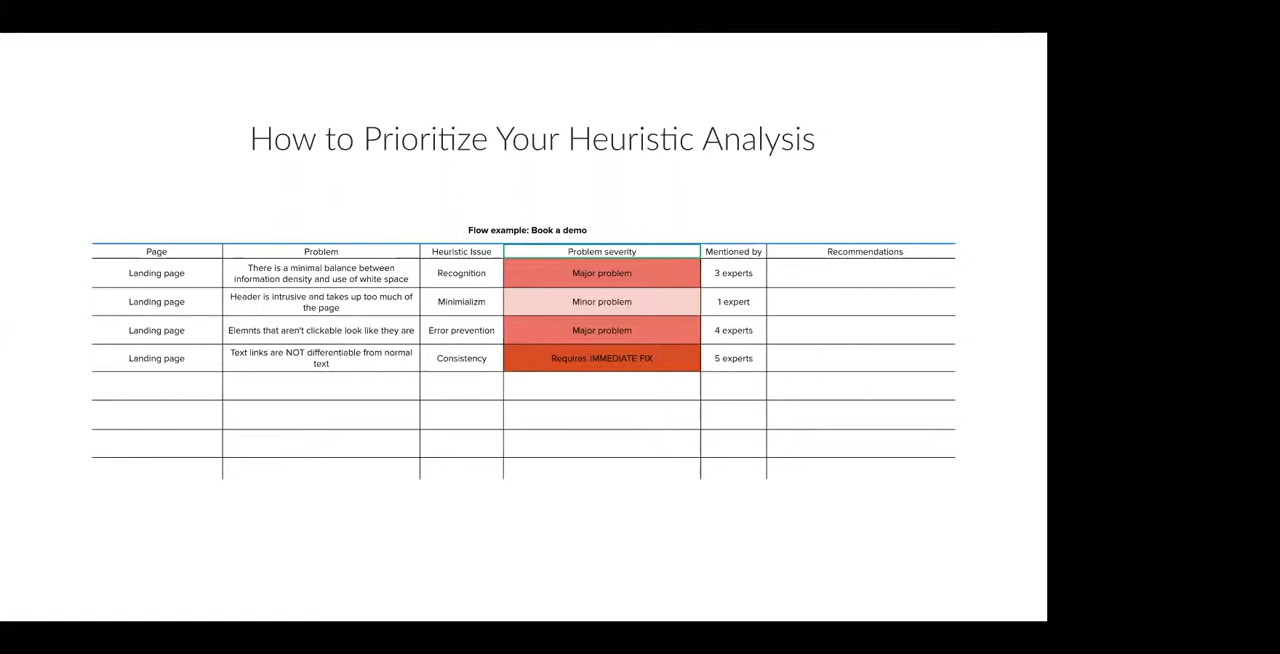 How to Prioritize Your Heuristic Analysis
Flow example: Book a demo
Page Problem Heuristic Issue Problem severity Mentioned by Recommendations
Landing page There is a minimal balance between Recognition Major problem 3 experts
information density and use of white space
Landing page Header is intrusive and takes up too much of Minimializm Minor problem 1 expert
the page
Landing page Elemnts that aren't clickable look like they are Error prevention Major problem 4 experts
Landing page Text links are NOT differentiable from normal Consistency Requires IMMEDIATE FIX 5 experts
text